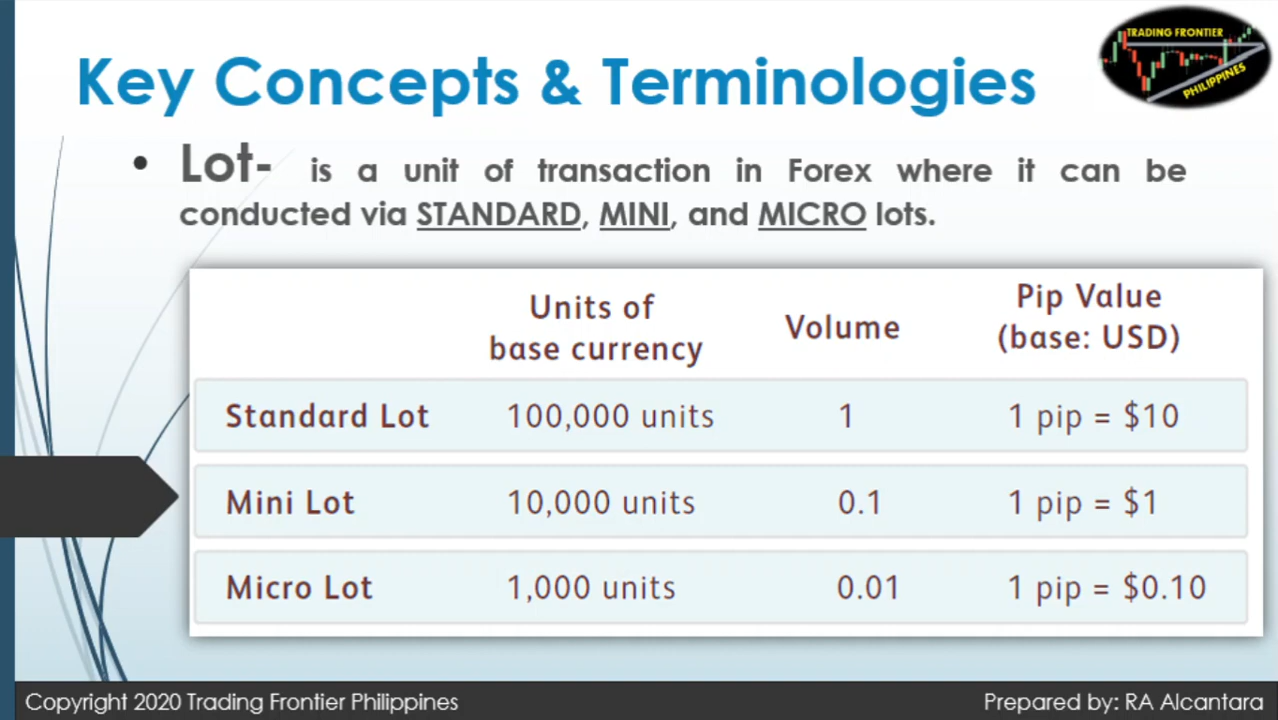 TRADING FRONTIER
PHILIPPINES
Key Concepts & Terminologies
• Lot- is a unit of transaction in Forex where it can be
conducted via STANDARD, MINI, and MICRO lots.
Units of base currency Volume Pip Value (base: USD)
Standard Lot 100,000 units 1 1 pip = $10
Mini Lot 10,000 units 0.1 1 pip = $1
Micro Lot 1,000 units 0.01 1 pip = $0.10
Copyright 2020 Trading Frontier Philippines Prepared by: RA Alcantara